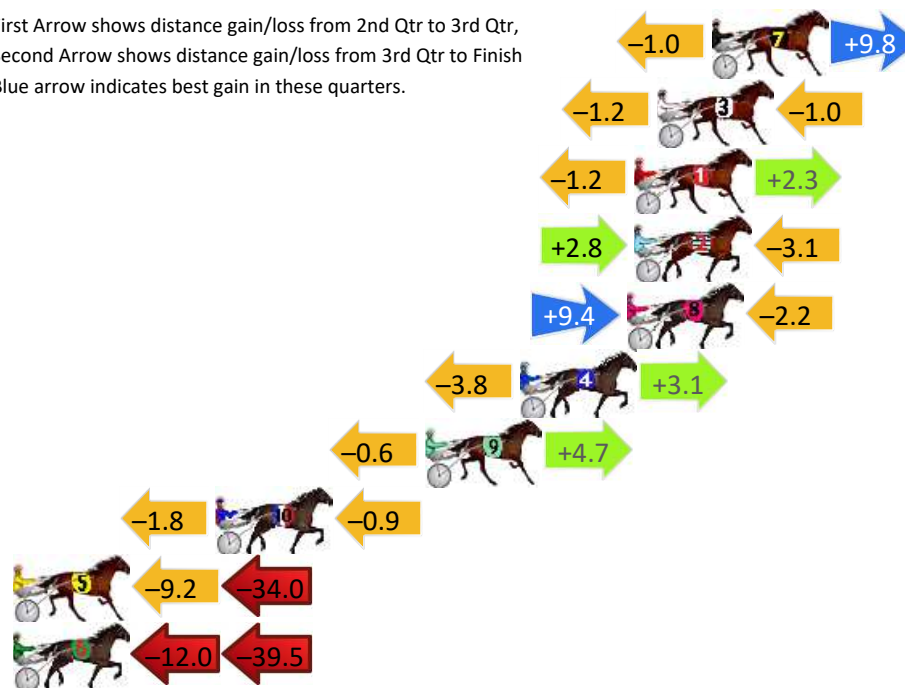 First Arrow shows distance gain/loss from 2nd Qtr to 3rd Qtr,
Second Arrow shows distance gain/loss from 3rd Qtr to Finish
Blue arrow indicates best gain in these quarters.
–1.0 7 +9.8
–1.2 3 –1.0
–1.2 1 +2.3
+2.8 2 –3.1
+9.4 8 –2.2
–3.8 4 +3.1
–0.6 9 +4.7
–1.8 10 –0.9
5 –9.2 –34.0
6 –12.0 –39.5